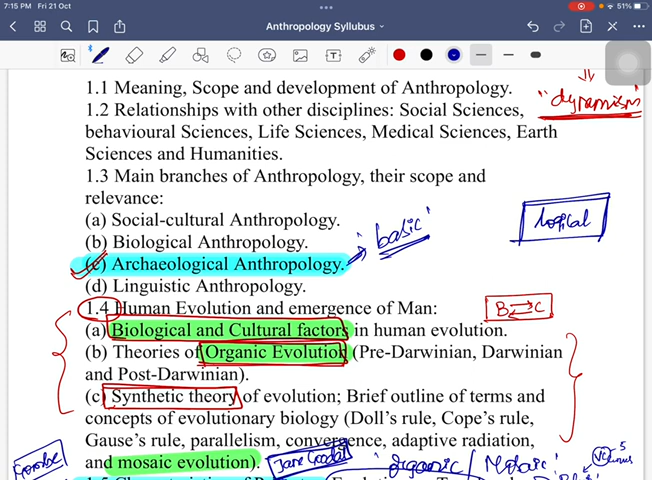 7:15 PM Fri 21 Oct
51%
Anthropology Syllabus
1.1 Meaning, Scope and development of Anthropology.
"dynamism"
1.2 Relationships with other disciplines: Social Sciences,
behavioural Sciences, Life Sciences, Medical Sciences, Earth
Sciences and Humanities.
1.3 Main branches of Anthropology, their scope and
relevance:
(a) Social-cultural Anthropology.
logical
(b) Biological Anthropology.
"basic"
(c) Archaeological Anthropology.
(d) Linguistic Anthropology.
1.4 Human Evolution and emergence of Man:
B ⇄ C
(a) Biological and Cultural factors in human evolution.
(b) Theories of Organic Evolution (Pre-Darwinian, Darwinian
and Post-Darwinian).
(c) Synthetic theory of evolution; Brief outline of terms and
concepts of evolutionary biology (Doll's rule, Cope's rule,
Gause's rule, parallelism, convergence, adaptive radiation,
and mosaic evolution).
Jane Goodall
organic / Mosaic